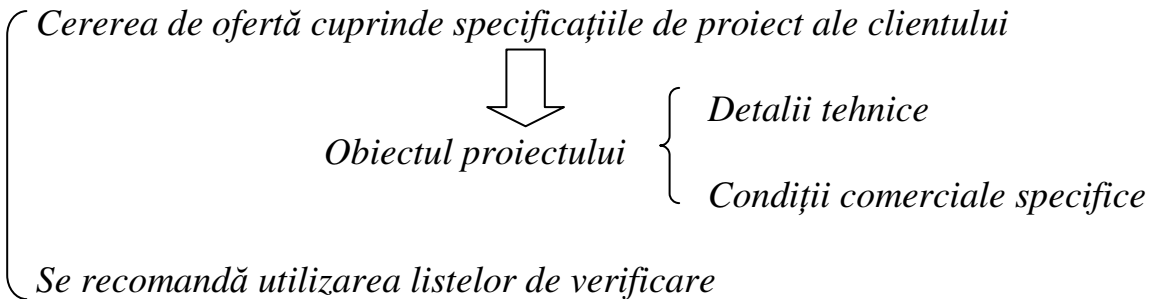 Cererea de ofertă cuprinde specificațiile de proiect ale clientului
Detalii tehnice
Obiectul proiectului
Condiții comerciale specifice
Se recomandă utilizarea listelor de verificare